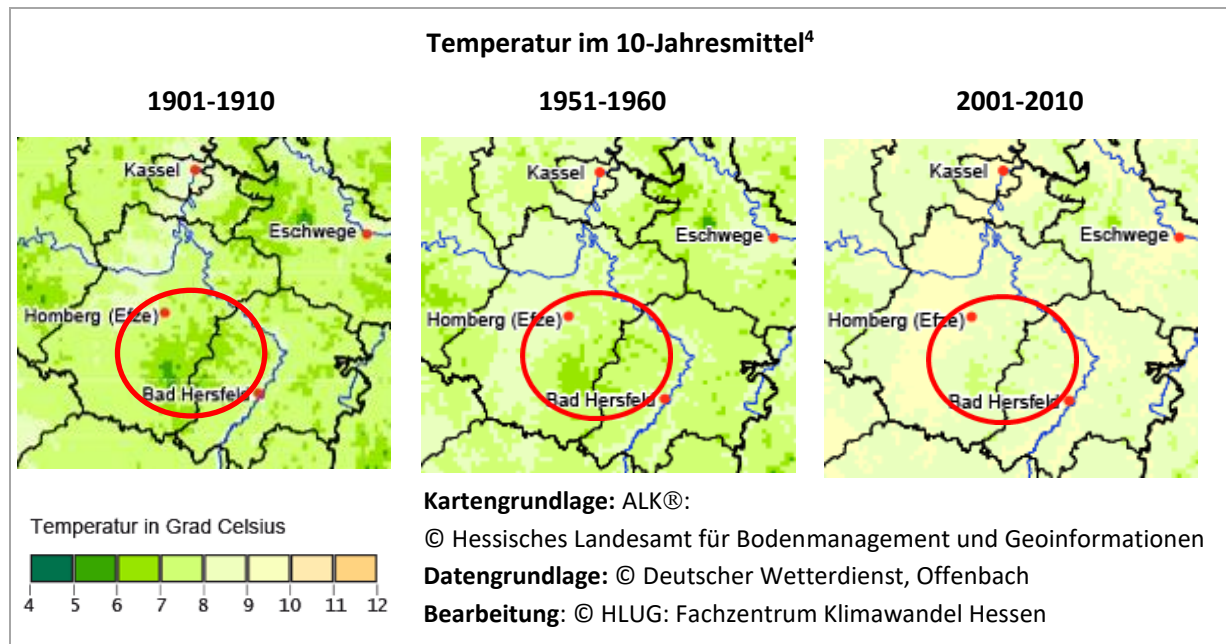 Temperatur im 10-Jahresmittel⁴
1901-1910
1951-1960
2001-2010
Kassel
Eschwege
Homberg (Efze)
Bad Hersfeld
Kassel
Eschwege
Homberg (Efze)
Bad Hersfeld
Kassel
Eschwege
Homberg (Efze)
Bad Hersfeld
Temperatur in Grad Celsius
4 5 6 7 8 9 10 11 12
Kartengrundlage: ALK®:
© Hessisches Landesamt für Bodenmanagement und Geoinformationen
Datengrundlage: © Deutscher Wetterdienst, Offenbach
Bearbeitung: © HLUG: Fachzentrum Klimawandel Hessen